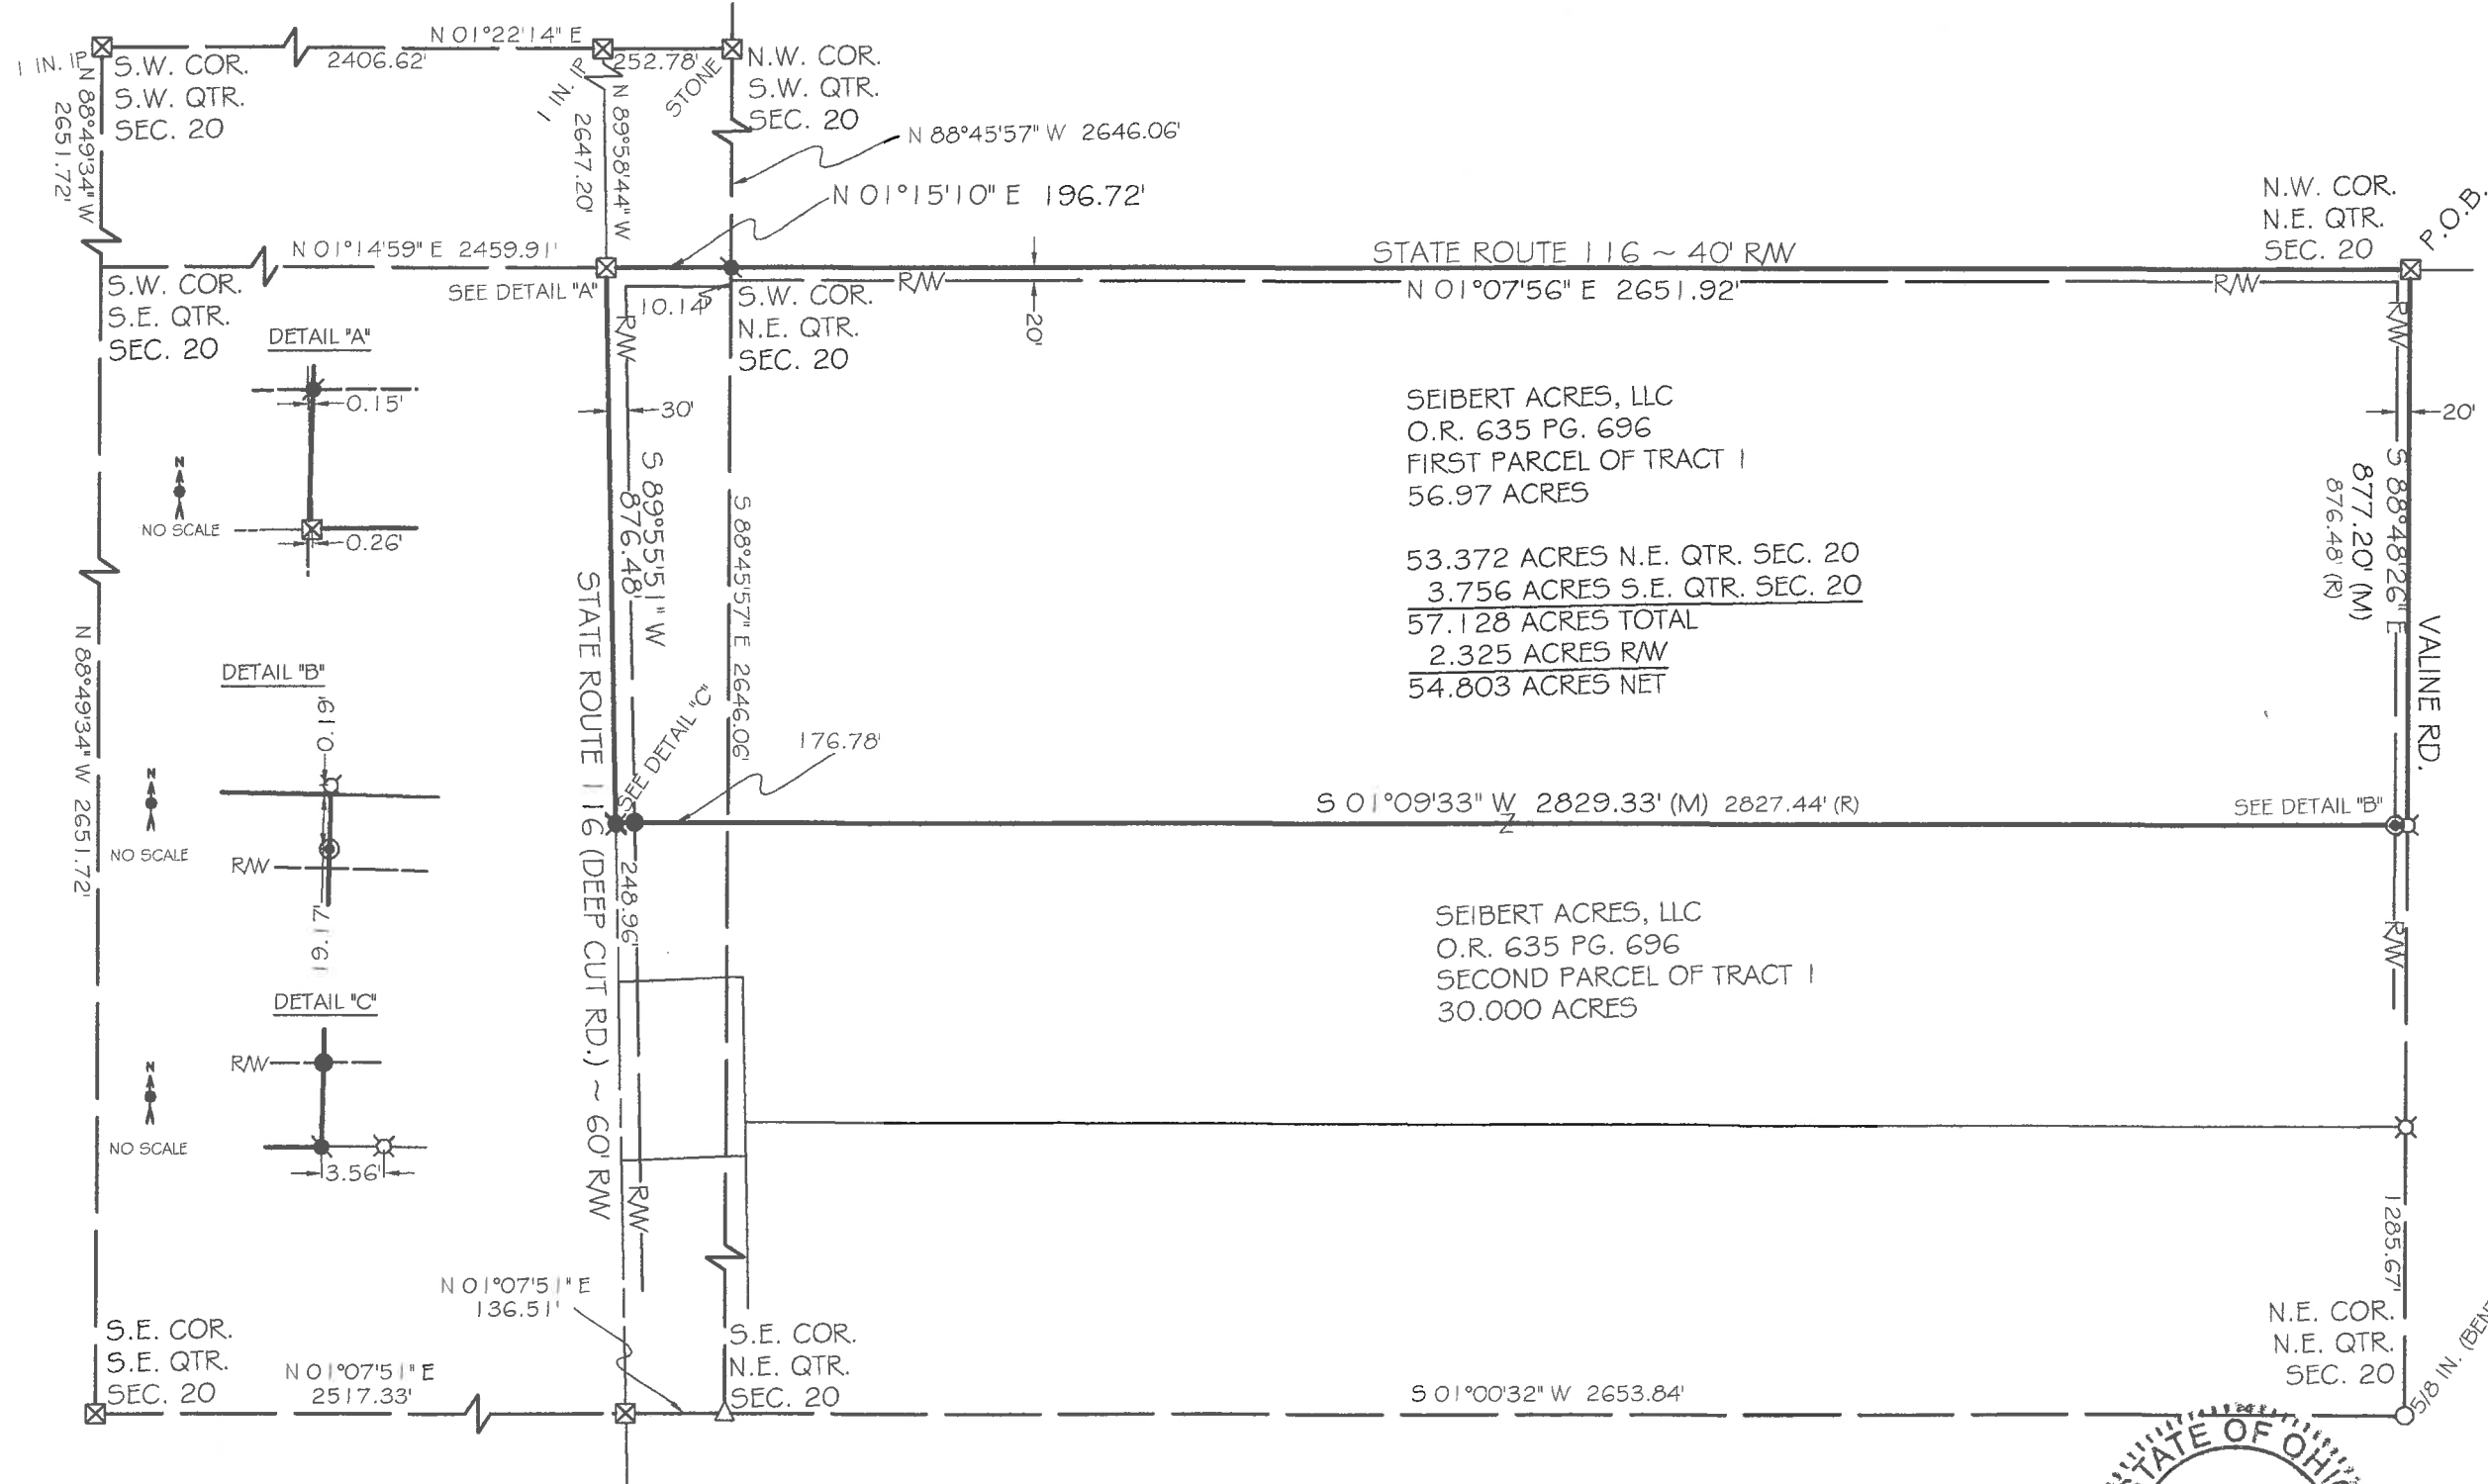 N 01°22'14" E
2406.62'
252.78'
1 IN. IP
S.W. COR.
S.W. QTR.
SEC. 20
N 88°49'34" W
2651.72'
1 IN. IP
STONE
N.W. COR.
S.W. QTR.
SEC. 20
N 89°58'44" W
2647.20'
N 88°45'57" W 2646.06'
N 01°15'10" E 196.72'
N 01°14'59" E 2459.91'
SEE DETAIL "A"
S.W. COR.
S.E. QTR.
SEC. 20
10.14'
S.W. COR.
N.E. QTR.
SEC. 20
R/W
STATE ROUTE 116 ~ 40' R/W
N 01°07'56" E 2651.92'
R/W
20'
N.W. COR.
N.E. QTR.
SEC. 20
P.O.B.
R/W
20'
S 88°48'26" E
877.20' (M)
876.48' (R)
VALINE RD.
DETAIL "A"
0.15'
N
NO SCALE
0.26'
R/W
30'
S 89°55'51" W
876.48'
S 88°45'57" E 2646.06'
STATE ROUTE 116 (DEEP CUT RD.) ~ 60' R/W
SEIBERT ACRES, LLC
O.R. 635 PG. 696
FIRST PARCEL OF TRACT 1
56.97 ACRES
53.372 ACRES N.E. QTR. SEC. 20
3.756 ACRES S.E. QTR. SEC. 20
57.128 ACRES TOTAL
2.325 ACRES R/W
54.803 ACRES NET
N 88°49'34" W 2651.72'
DETAIL "B"
0.19'
N
NO SCALE
R/W
19.17'
SEE DETAIL "C"
176.78'
S 01°09'33" W 2829.33' (M) 2827.44' (R)
Z
SEE DETAIL "B"
248.96'
R/W
SEIBERT ACRES, LLC
O.R. 635 PG. 696
SECOND PARCEL OF TRACT 1
30.000 ACRES
DETAIL "C"
R/W
N
NO SCALE
3.56'
R/W
1285.67'
N 01°07'51" E
136.51'
S.E. COR.
S.E. QTR.
SEC. 20
N 01°07'51" E
2517.33'
S.E. COR.
N.E. QTR.
SEC. 20
S 01°00'32" W 2653.84'
N.E. COR.
N.E. QTR.
SEC. 20
5/8 IN.
STATE OF